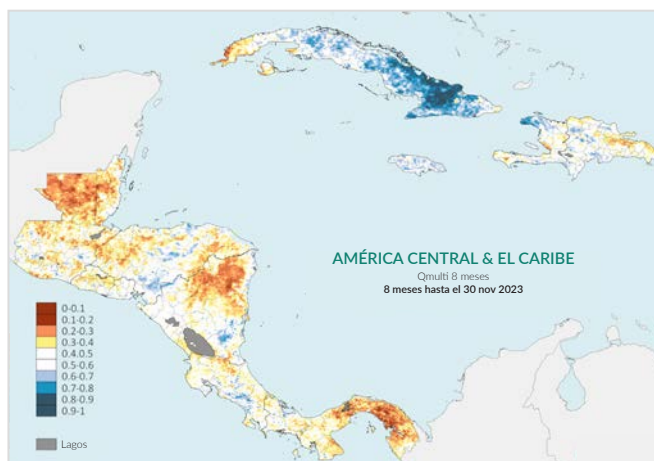 AMÉRICA CENTRAL & EL CARIBE
Qmulti 8 meses
8 meses hasta el 30 nov 2023
0-0.1
0.1-0.2
0.2-0.3
0.3-0.4
0.4.0.5
0.5-0.6
0.6-0.7
0.7-0.8
0.8-0.9
0.9-1
Lagos